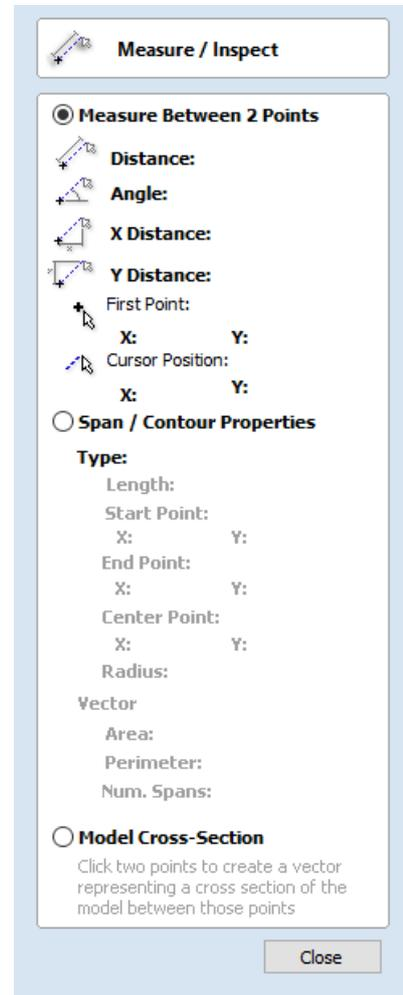 Measure / Inspect
Measure Between 2 Points
Distance:
Angle:
X Distance:
Y Distance:
First Point:
X: Y:
Cursor Position:
X: Y:
Span / Contour Properties
Type:
Length:
Start Point:
X: Y:
End Point:
X: Y:
Center Point:
X: Y:
Radius:
Vector
Area:
Perimeter:
Num. Spans:
Model Cross-Section
Click two points to create a vector
representing a cross section of the
model between those points
Close